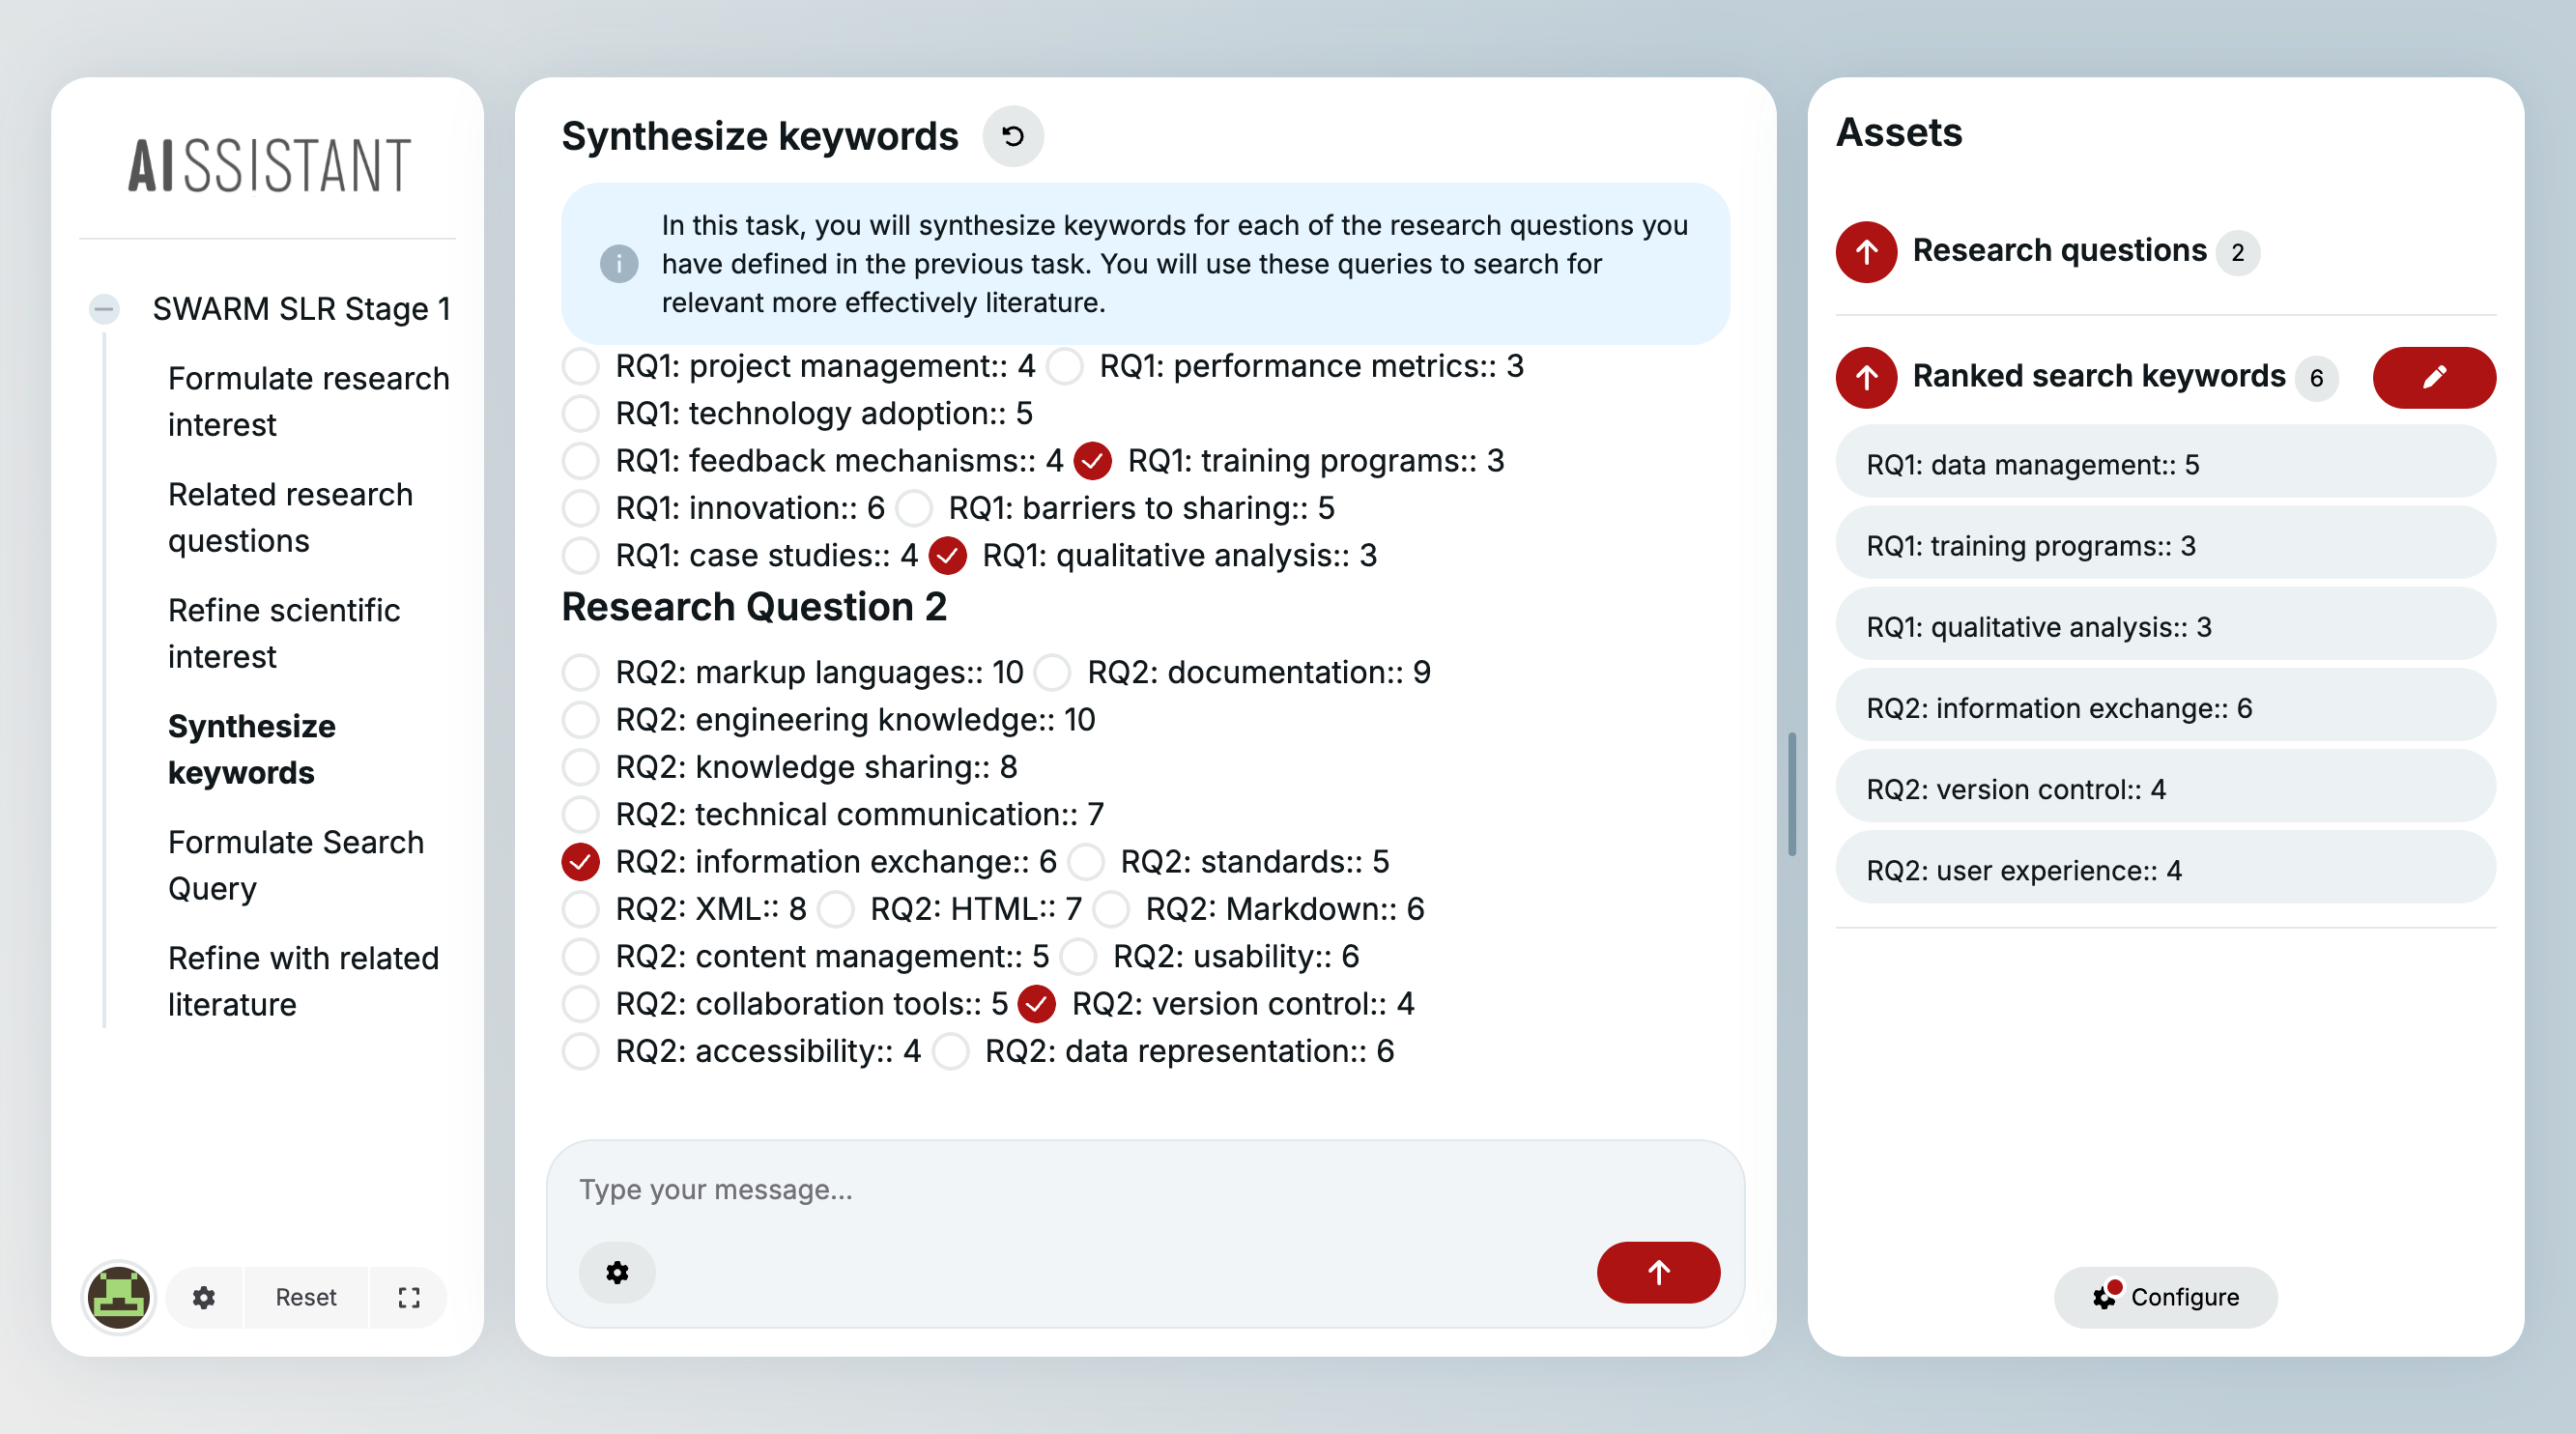 AISSISTANT
SWARM SLR Stage 1
Formulate research
interest
Related research
questions
Refine scientific
interest
Synthesize
keywords
Formulate Search
Query
Refine with related
literature
Reset
Synthesize keywords
In this task, you will synthesize keywords for each of the research questions you
have defined in the previous task. You will use these queries to search for
relevant more effectively literature.
RQ1: project management:: 4 RQ1: performance metrics:: 3
RQ1: technology adoption:: 5
RQ1: feedback mechanisms:: 4 RQ1: training programs:: 3
RQ1: innovation:: 6 RQ1: barriers to sharing:: 5
RQ1: case studies:: 4 RQ1: qualitative analysis:: 3
Research Question 2
RQ2: markup languages:: 10 RQ2: documentation:: 9
RQ2: engineering knowledge:: 10
RQ2: knowledge sharing:: 8
RQ2: technical communication:: 7
RQ2: information exchange:: 6 RQ2: standards:: 5
RQ2: XML:: 8 RQ2: HTML:: 7 RQ2: Markdown:: 6
RQ2: content management:: 5 RQ2: usability:: 6
RQ2: collaboration tools:: 5 RQ2: version control:: 4
RQ2: accessibility:: 4 RQ2: data representation:: 6
Type your message...
Assets
Research questions 2
Ranked search keywords 6
RQ1: data management:: 5
RQ1: training programs:: 3
RQ1: qualitative analysis:: 3
RQ2: information exchange:: 6
RQ2: version control:: 4
RQ2: user experience:: 4
Configure